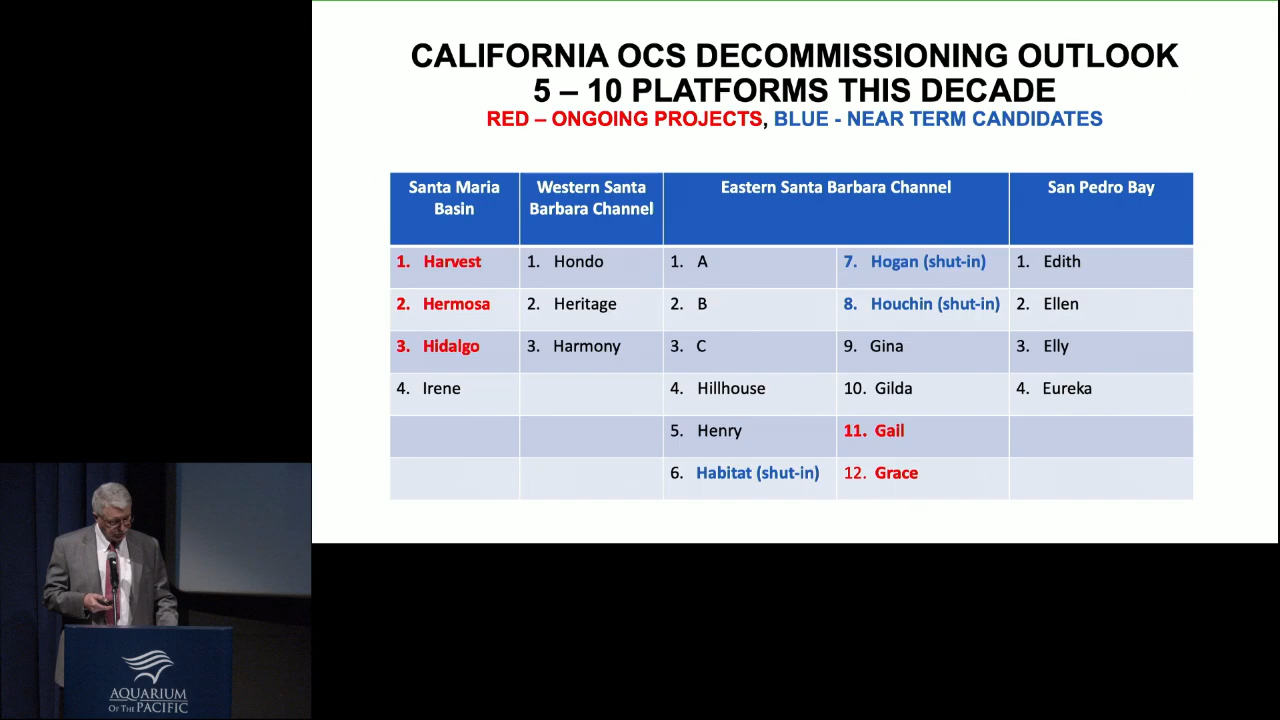 CALIFORNIA OCS DECOMMISSIONING OUTLOOK
5 – 10 PLATFORMS THIS DECADE
RED – ONGOING PROJECTS, BLUE - NEAR TERM CANDIDATES
Santa Maria Basin Western Santa Barbara Channel Eastern Santa Barbara Channel San Pedro Bay
1. Harvest 1. Hondo 1. A 7. Hogan (shut-in) 1. Edith
2. Hermosa 2. Heritage 2. B 8. Houchin (shut-in) 2. Ellen
3. Hidalgo 3. Harmony 3. C 9. Gina 3. Elly
4. Irene 4. Hillhouse 10. Gilda 4. Eureka
5. Henry 11. Gail
6. Habitat (shut-in) 12. Grace
AQUARIUM
OF THE PACIFIC